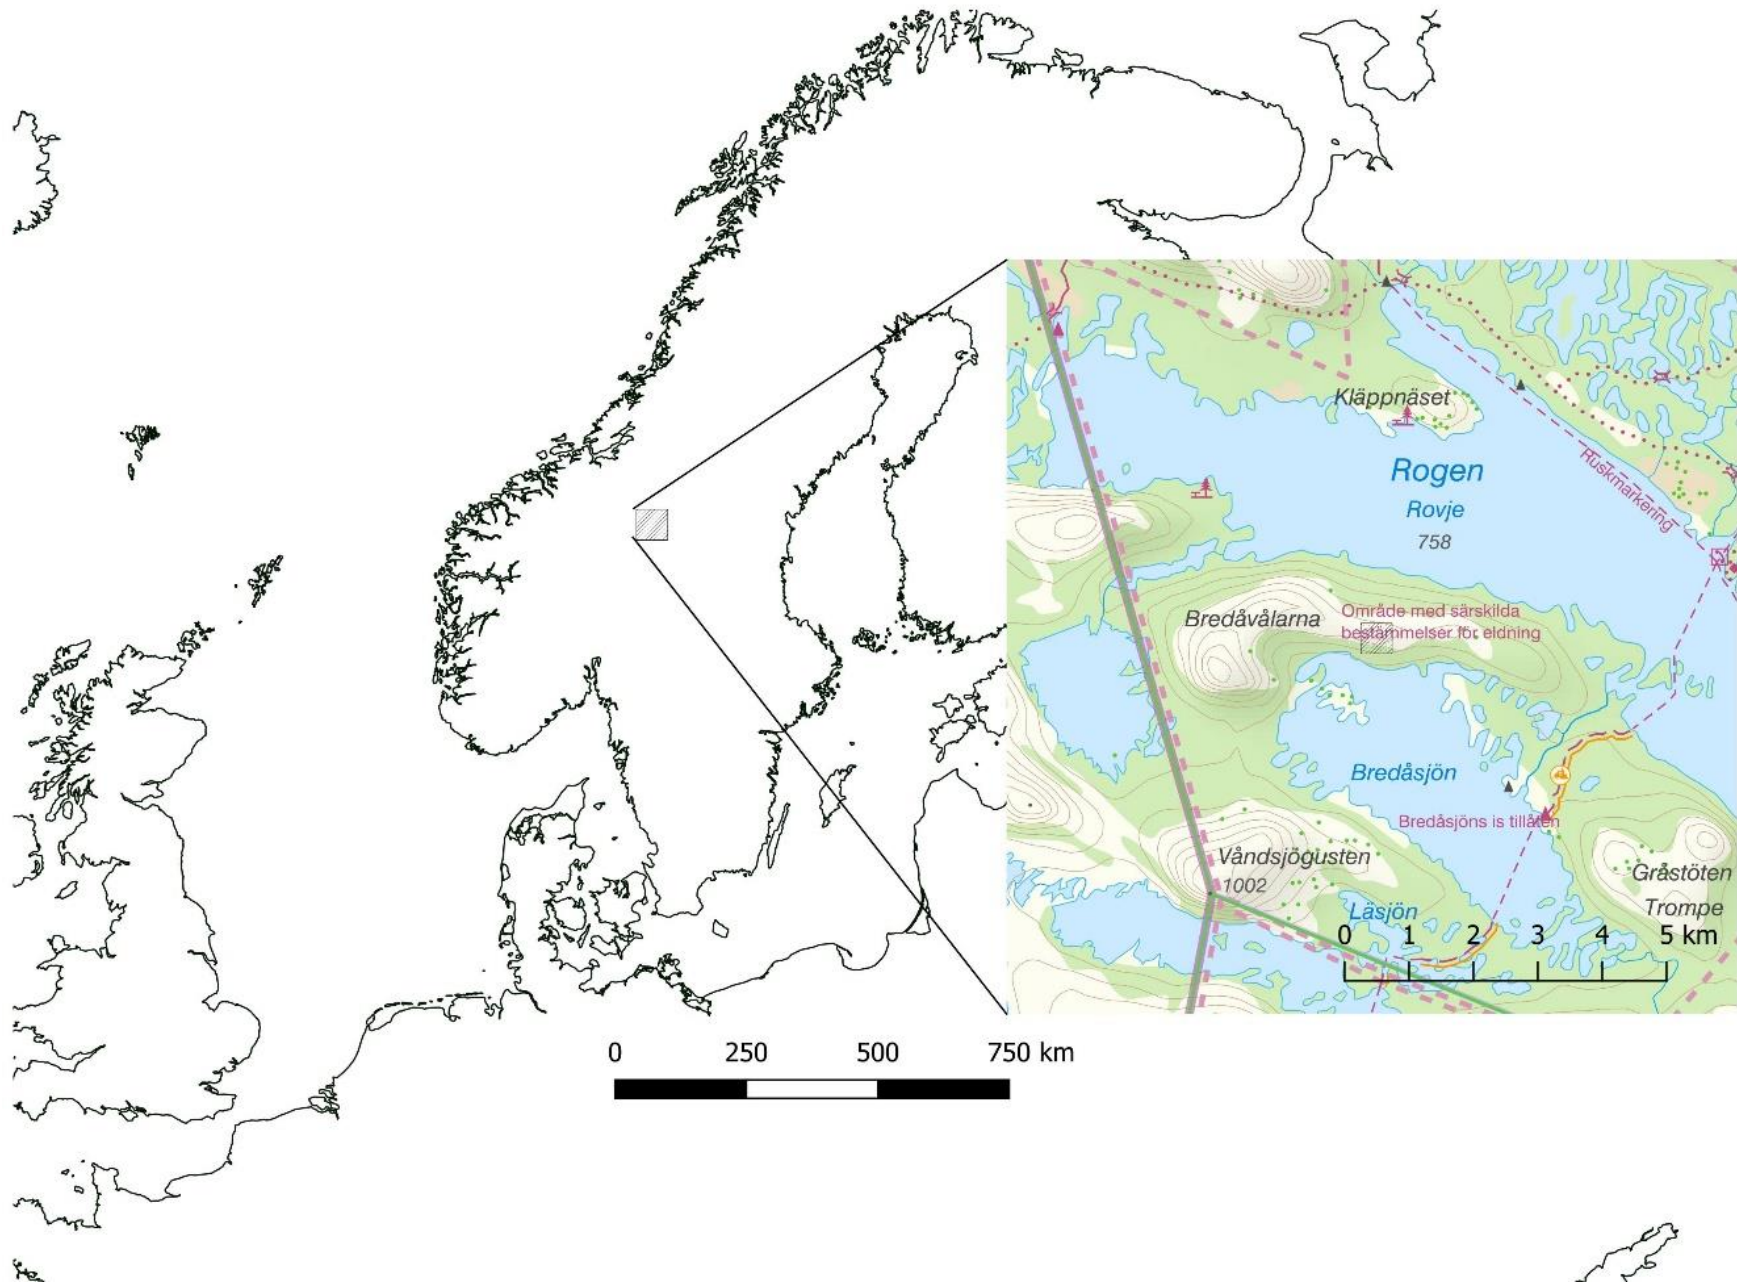 Kläppnäset
Rogen
Rovje
758
Ruskmarkering
Bredåvålarna
Område med särskilda
bestämmelser för eldning
Bredåsjön
Bredåsjöns is tillåten
Våndsjögusten
1002
Gråstöten
Trompe
Läsjön
0 1 2 3 4 5 km
0 250 500 750 km